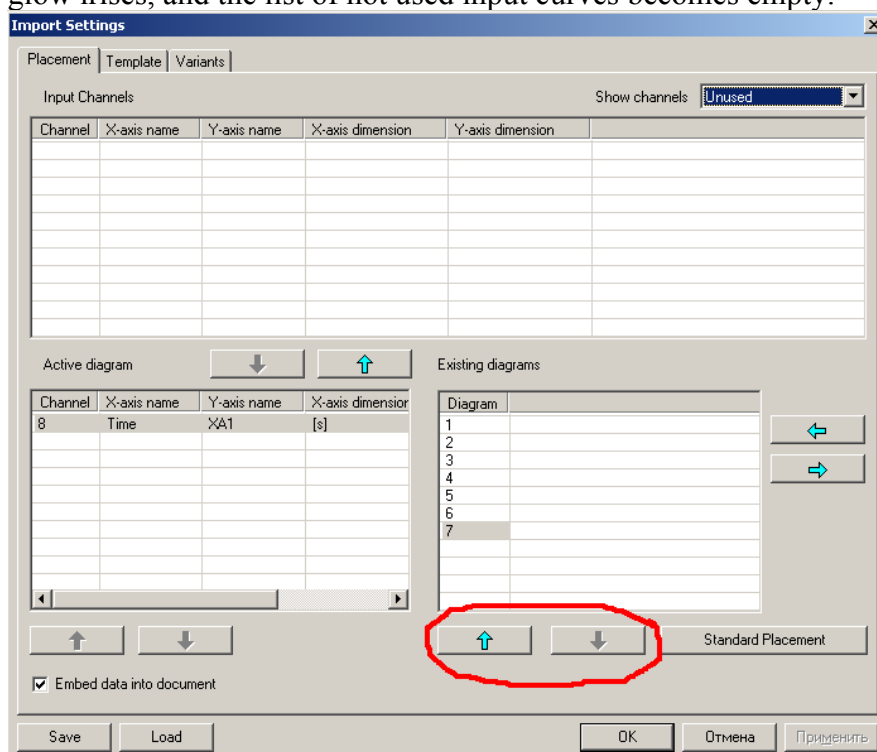 glow irises, and the list of not used input curves becomes empty.
Import Settings
Placement Template Variants
Input Channels Show channels Unused
Channel X-axis name Y-axis name X-axis dimension Y-axis dimension
Active diagram Existing diagrams
Channel X-axis name Y-axis name X-axis dimension Diagram
8 Time XA1 [s] 1
2
3
4
5
6
7
Standard Placement
Embed data into document
Save Load OK Отмена Применить